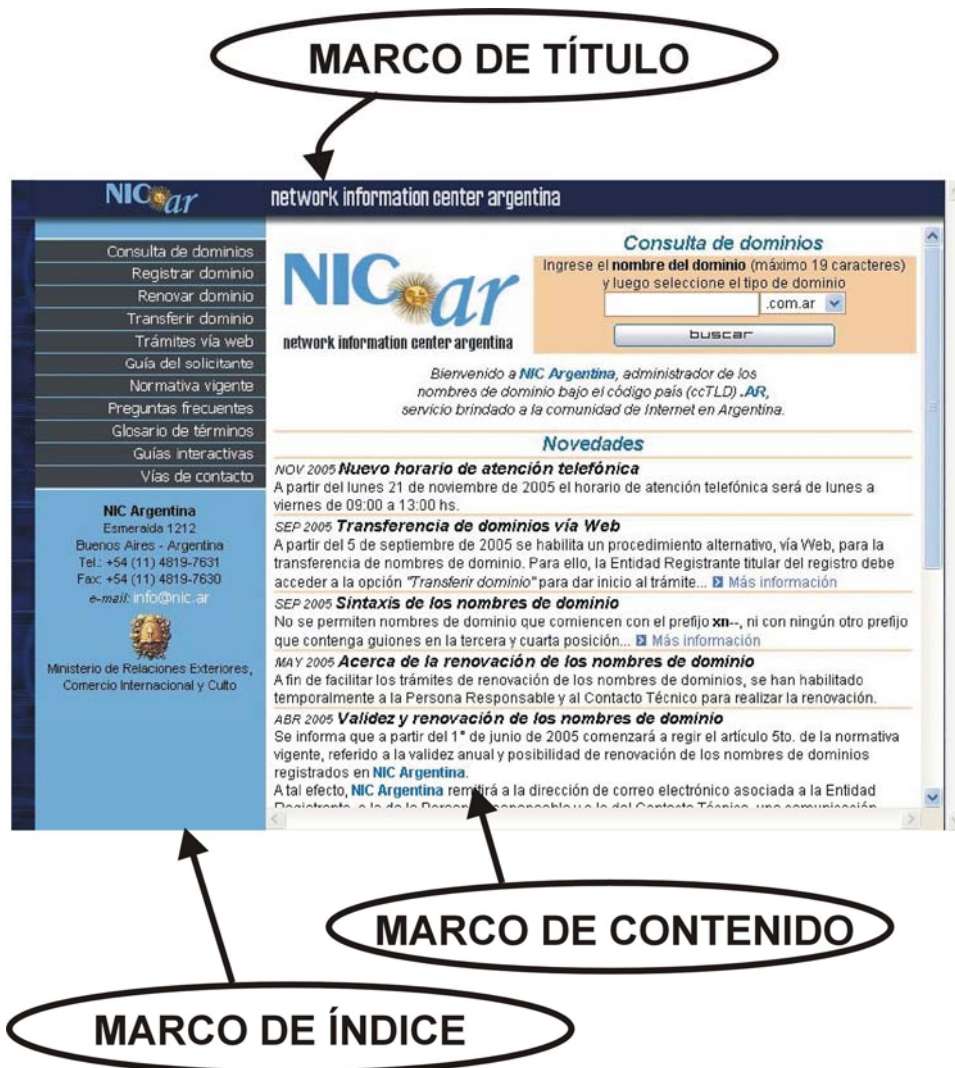 MARCO DE TÍTULO
NIC ar
network information center argentina
Consulta de dominios
Registrar dominio
Renovar dominio
Transferir dominio
Trámites vía web
Guía del solicitante
Normativa vigente
Preguntas frecuentes
Glosario de términos
Guías interactivas
Vías de contacto
NIC Argentina
Esmeralda 1212
Buenos Aires - Argentina
Tel.: +54 (11) 4819-7631
Fax: +54 (11) 4819-7630
e-mail: info@nic.ar
Ministerio de Relaciones Exteriores,
Comercio Internacional y Culto
NIC ar
network information center argentina
Consulta de dominios
Ingrese el nombre del dominio (máximo 19 caracteres)
y luego seleccione el tipo de dominio
.com.ar
buscar
Bienvenido a NIC Argentina, administrador de los
nombres de dominio bajo el código país (ccTLD) .AR,
servicio brindado a la comunidad de Internet en Argentina.
Novedades
NOV 2005 Nuevo horario de atención telefónica
A partir del lunes 21 de noviembre de 2005 el horario de atención telefónica será de lunes a
viernes de 09:00 a 13:00 hs.
SEP 2005 Transferencia de dominios vía Web
A partir del 5 de septiembre de 2005 se habilita un procedimiento alternativo, vía Web, para la
transferencia de nombres de dominio. Para ello, la Entidad Registrante titular del registro debe
acceder a la opción "Transferir dominio" para dar inicio al trámite... Más información
SEP 2005 Sintaxis de los nombres de dominio
No se permiten nombres de dominio que comiencen con el prefijo xn--, ni con ningún otro prefijo
que contenga guiones en la tercera y cuarta posición... Más información
MAY 2005 Acerca de la renovación de los nombres de dominio
A fin de facilitar los trámites de renovación de los nombres de dominios, se han habilitado
temporalmente a la Persona Responsable y al Contacto Técnico para realizar la renovación.
ABR 2005 Validez y renovación de los nombres de dominio
Se informa que a partir del 1° de junio de 2005 comenzará a regir el artículo 5to. de la normativa
vigente, referido a la validez anual y posibilidad de renovación de los nombres de dominios
registrados en NIC Argentina.
A tal efecto, NIC Argentina remitirá a la dirección de correo electrónico asociada a la Entidad
Registrante, a la de la Persona Responsable y a la del Contacto Técnico, una comunicación
MARCO DE CONTENIDO
MARCO DE ÍNDICE